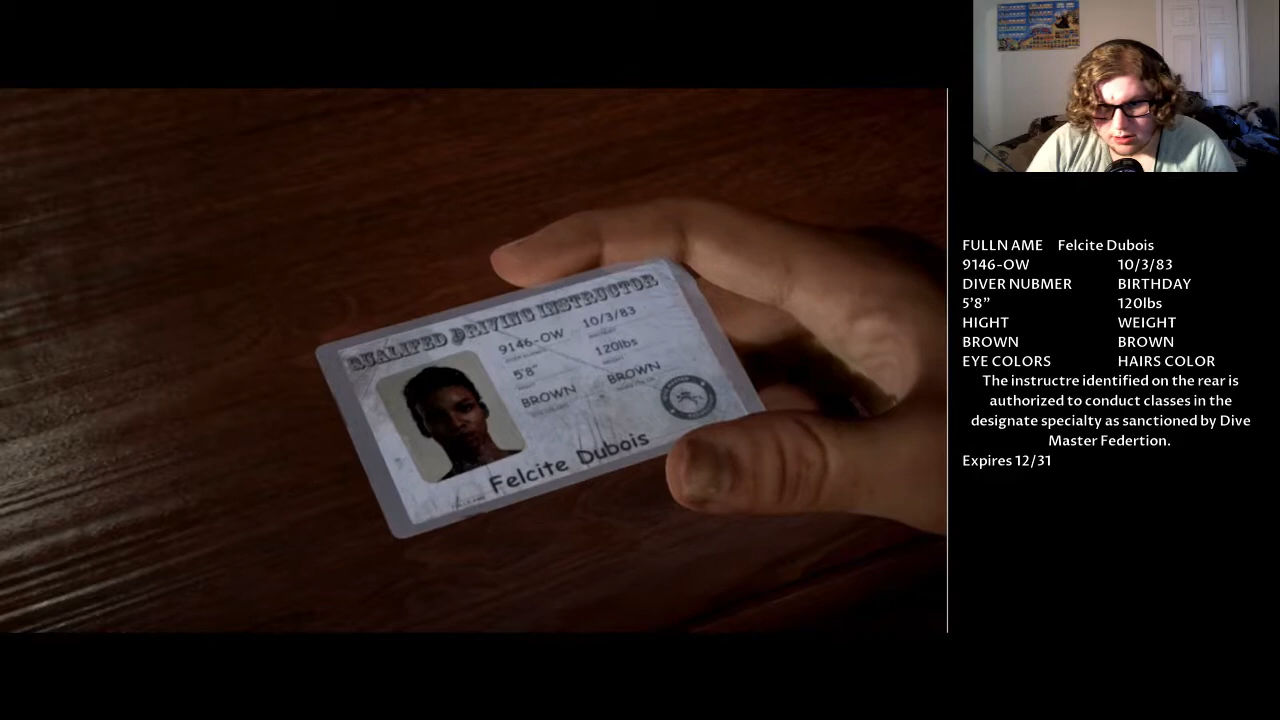 QUALIFED DRIVING INSTRUCTOR
9146-OW 10/3/83
5'8" 120lbs
BROWN BROWN
Felcite Dubois
FULLN AME Felcite Dubois
9146-OW 10/3/83
DIVER NUBMER BIRTHDAY
5'8” 120lbs
HIGHT WEIGHT
BROWN BROWN
EYE COLORS HAIRS COLOR
The instructre identified on the rear is
authorized to conduct classes in the
designate specialty as sanctioned by Dive
Master Federtion.
Expires 12/31